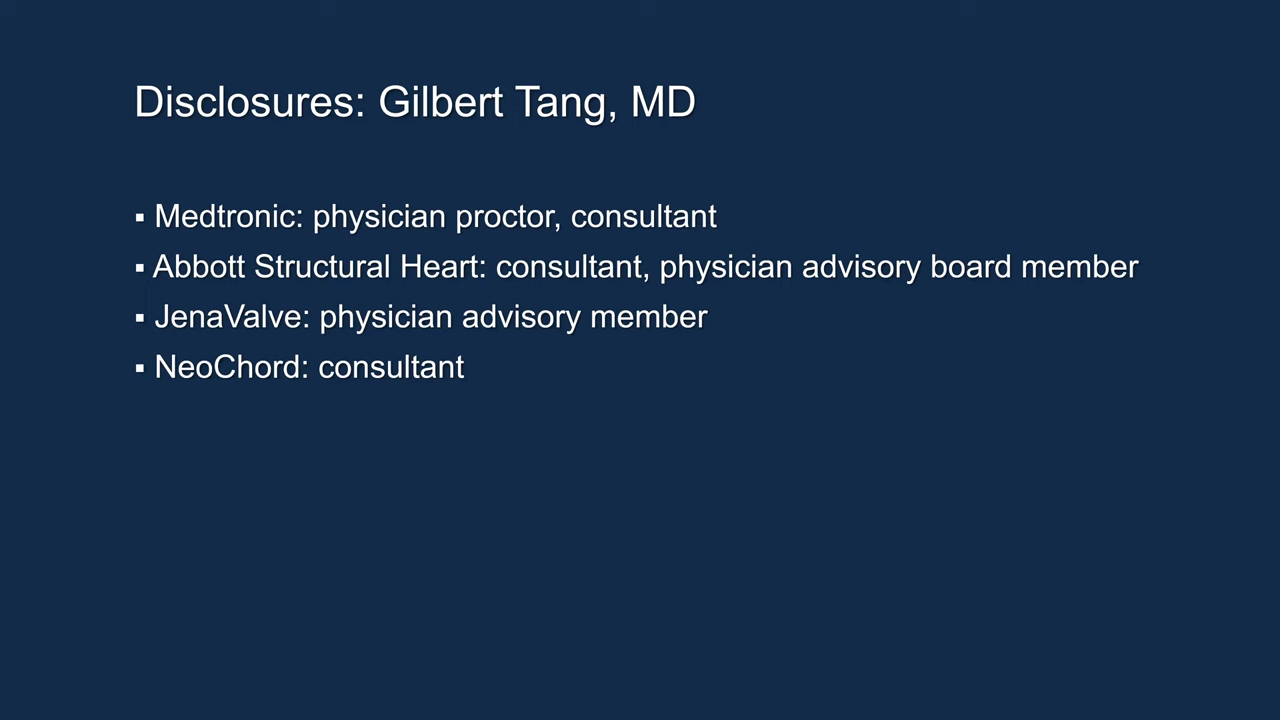 Disclosures: Gilbert Tang, MD
▪ Medtronic: physician proctor, consultant
▪ Abbott Structural Heart: consultant, physician advisory board member
▪ JenaValve: physician advisory member
▪ NeoChord: consultant